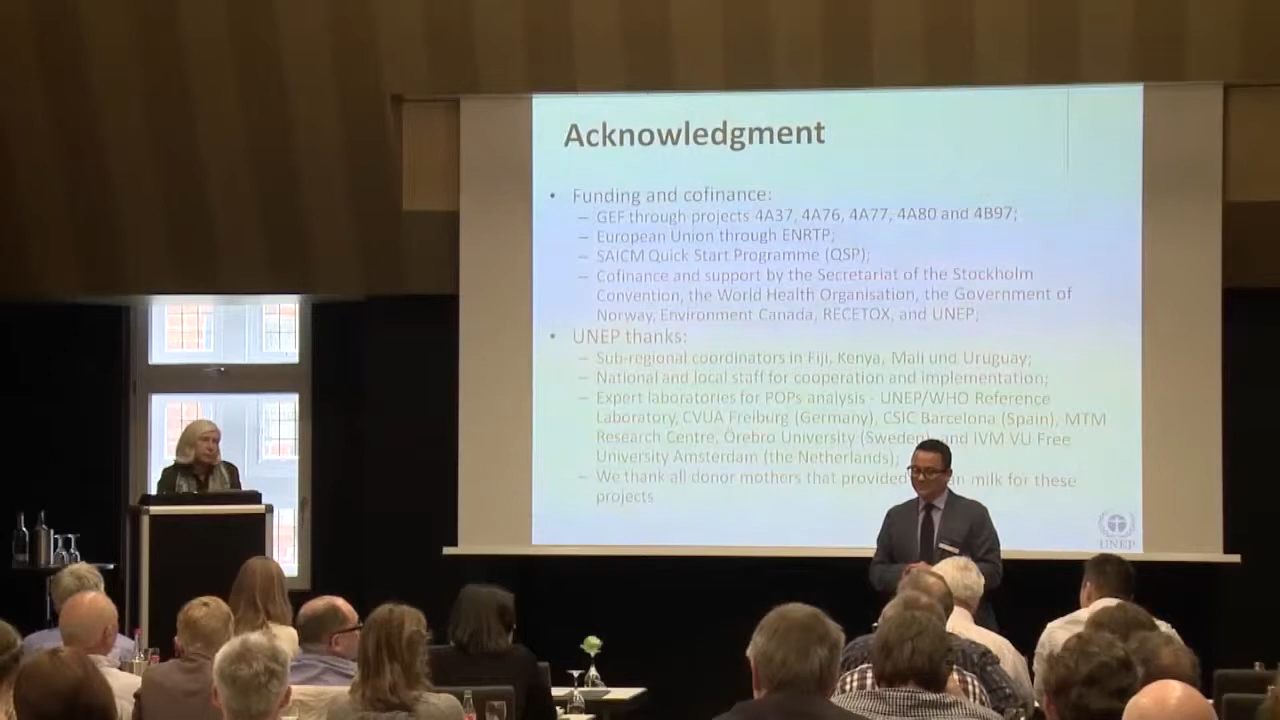 Acknowledgment
• Funding and cofinance:
– GEF through projects 4A37, 4A76, 4A77, 4A80 and 4B97;
– European Union through ENRTP;
– SAICM Quick Start Programme (QSP);
– Cofinance and support by the Secretariat of the Stockholm
Convention, the World Health Organisation, the Government of
Norway, Environment Canada, RECETOX, and UNEP;
• UNEP thanks:
– Sub-regional coordinators in Fiji, Kenya, Mali und Uruguay;
– National and local staff for cooperation and implementation;
– Expert laboratories for POPs analysis - UNEP/WHO Reference
Laboratory, CVUA Freiburg (Germany), CSIC Barcelona (Spain), MTM
Research Centre, Örebro University (Sweden) and IVM VU Free
University Amsterdam (the Netherlands);
– We thank all donor mothers that provided milk for these
projects
UNEP